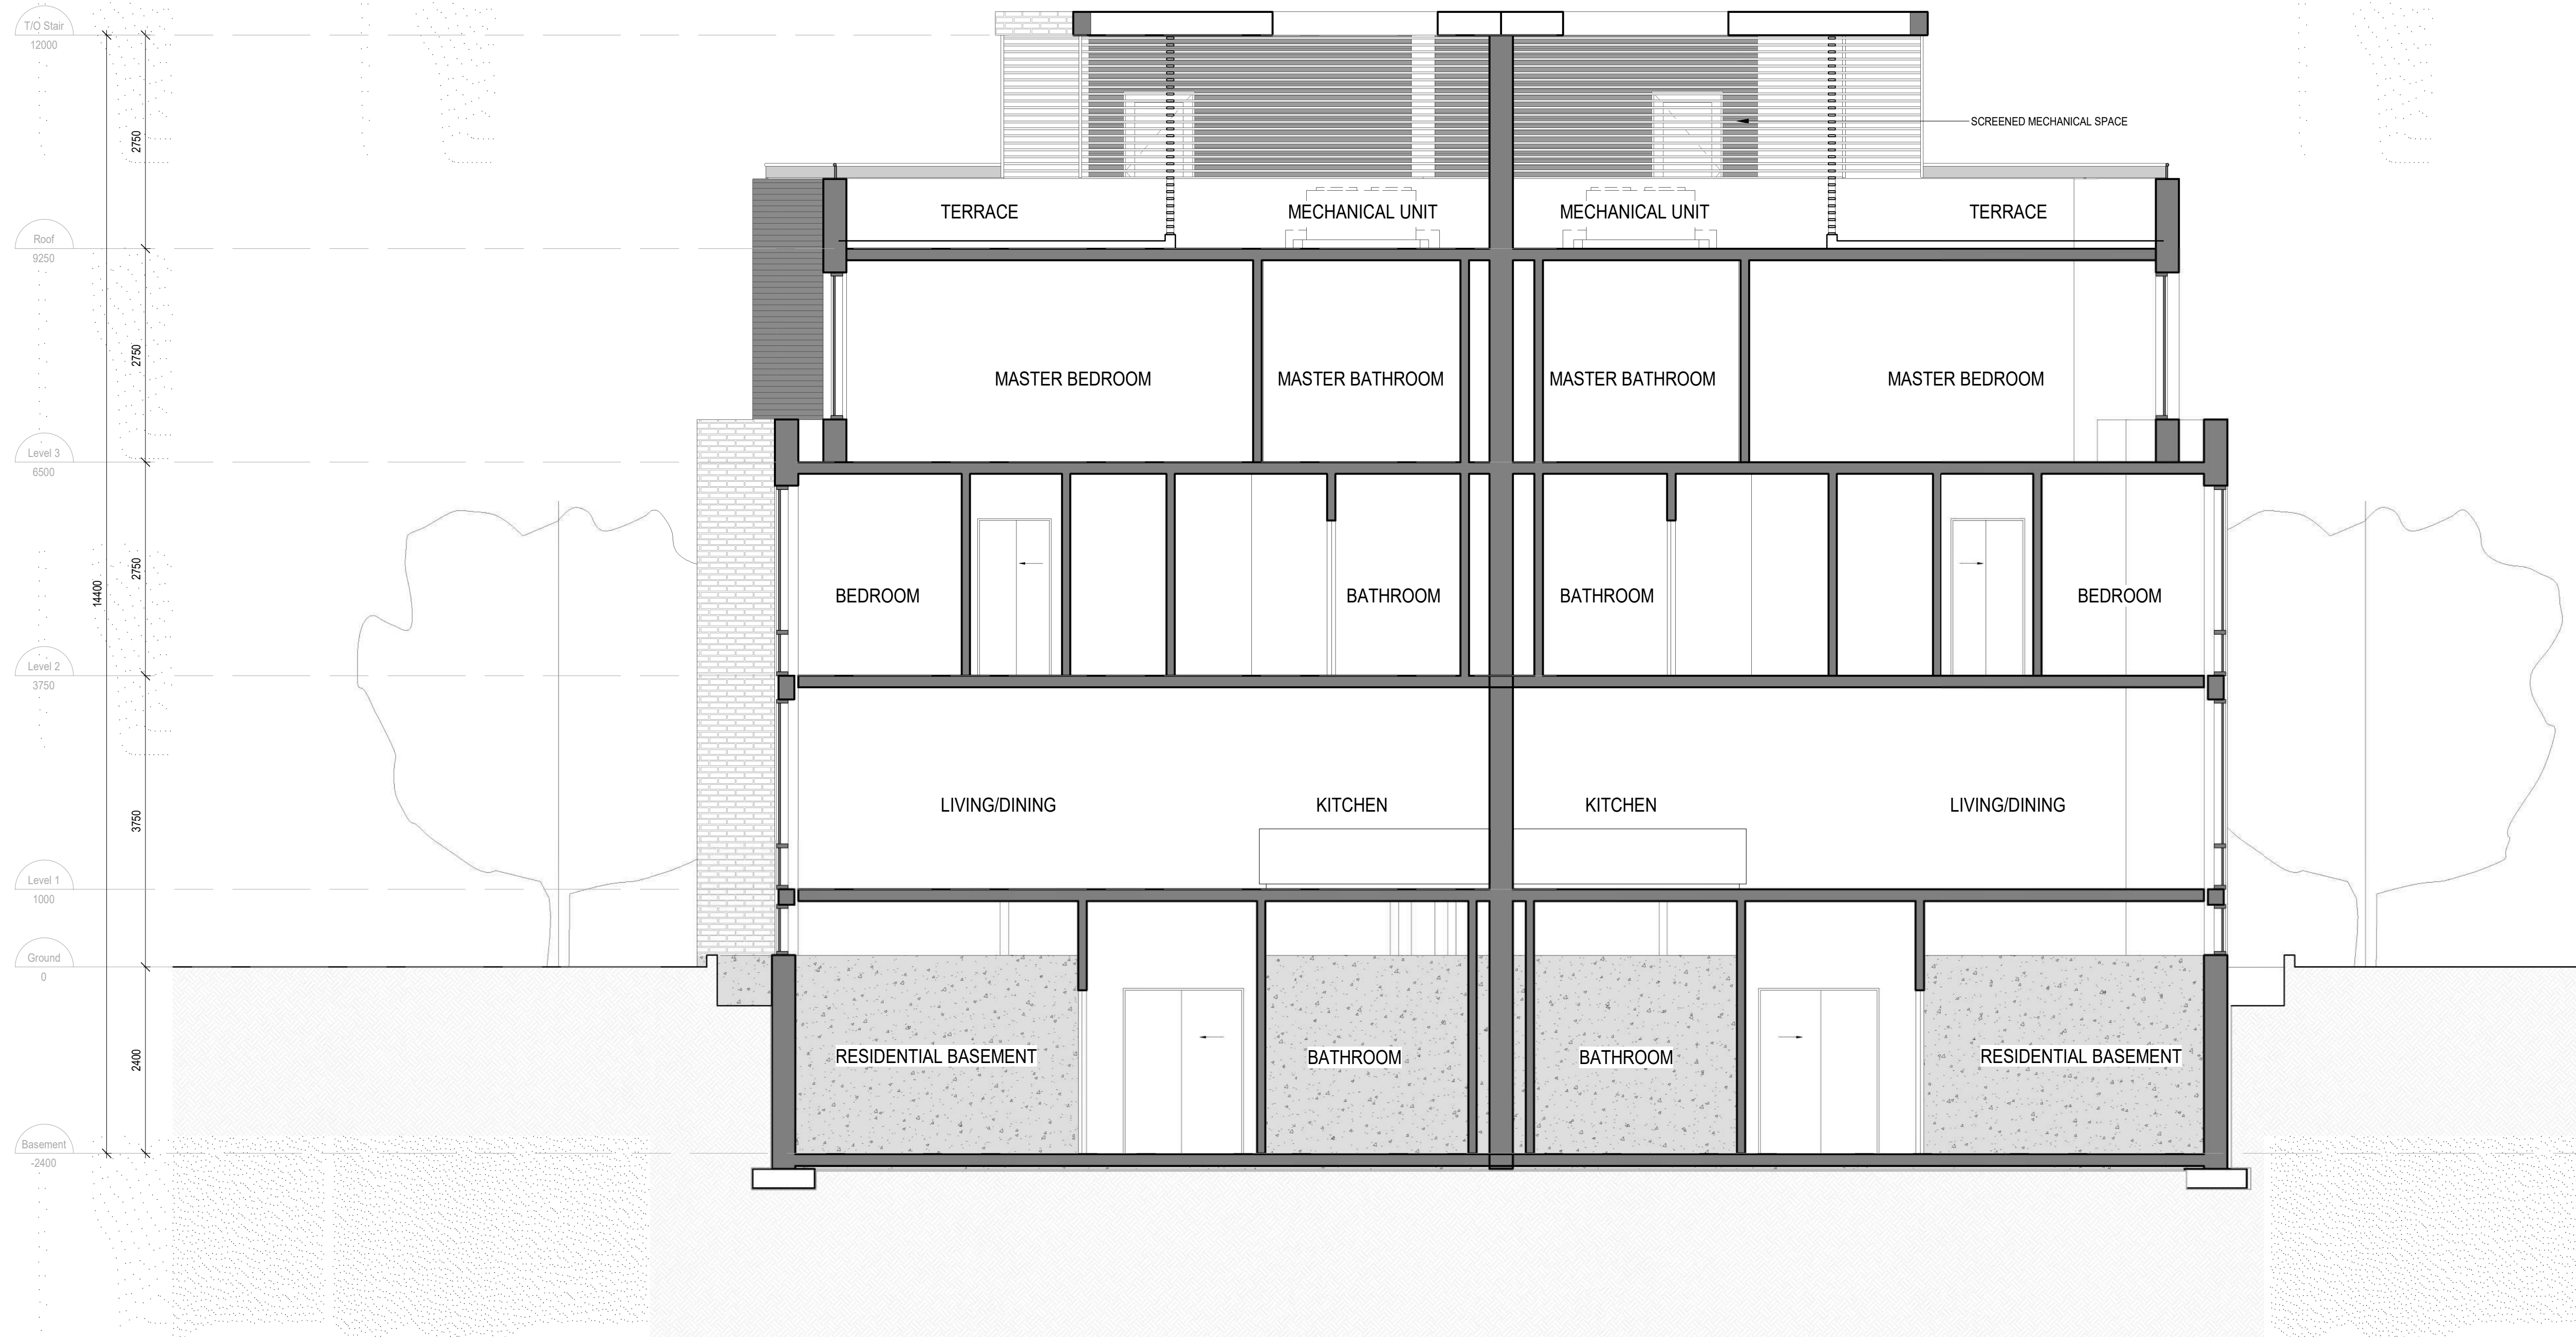 T/O Stair
12000
2750
SCREENED MECHANICAL SPACE
TERRACE
MECHANICAL UNIT
MECHANICAL UNIT
TERRACE
Roof
9250
2750
MASTER BEDROOM
MASTER BATHROOM
MASTER BATHROOM
MASTER BEDROOM
Level 3
6500
2750
14400
BEDROOM
BATHROOM
BATHROOM
BEDROOM
Level 2
3750
3750
LIVING/DINING
KITCHEN
KITCHEN
LIVING/DINING
Level 1
1000
Ground
0
2400
RESIDENTIAL BASEMENT
BATHROOM
BATHROOM
RESIDENTIAL BASEMENT
Basement
-2400